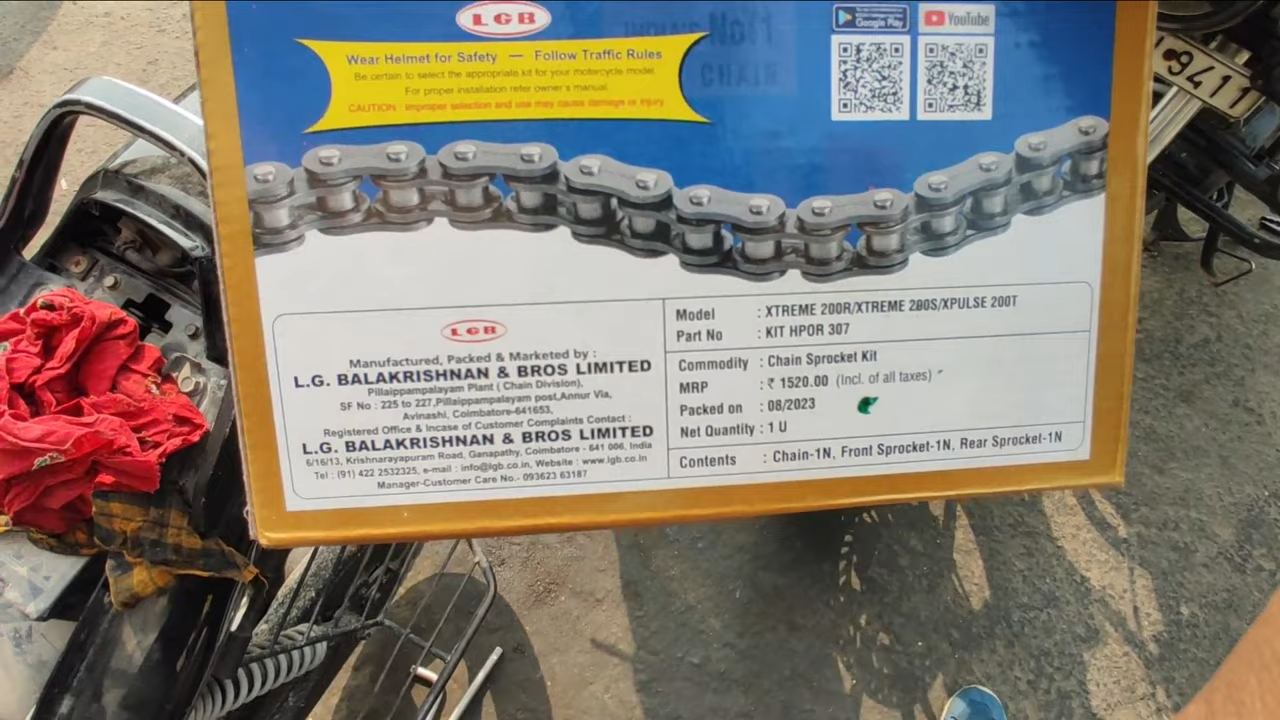 LGB
INDIA'S No.1
CHAIN
Google Play
YouTube
Wear Helmet for Safety — Follow Traffic Rules
Be certain to select the appropriate kit for your motorcycle model.
For proper installation refer owner's manual.
CAUTION : Improper selection and use may cause damage or injury
LGB
Manufactured, Packed & Marketed by :
L.G. BALAKRISHNAN & BROS LIMITED
Pillaippampalayam Plant ( Chain Division),
SF No : 225 to 227,Pillaippampalayam post,Annur Via,
Avinashi, Coimbatore-641653,
Registered Office & Incase of Customer Complaints Contact :
L.G. BALAKRISHNAN & BROS LIMITED
6/16/13, Krishnarayapuram Road, Ganapathy, Coimbatore - 641 006, India
Tel : (91) 422 2532325, e-mail : info@lgb.co.in, Website : www.lgb.co.in
Manager-Customer Care No.- 093623 63187
Model : XTREME 200R/XTREME 200S/XPULSE 200T
Part No : KIT HPOR 307
Commodity : Chain Sprocket Kit
MRP : ₹ 1520.00 (Incl. of all taxes)
Packed on : 08/2023
Net Quantity : 1 U
Contents : Chain-1N, Front Sprocket-1N, Rear Sprocket-1N
9411